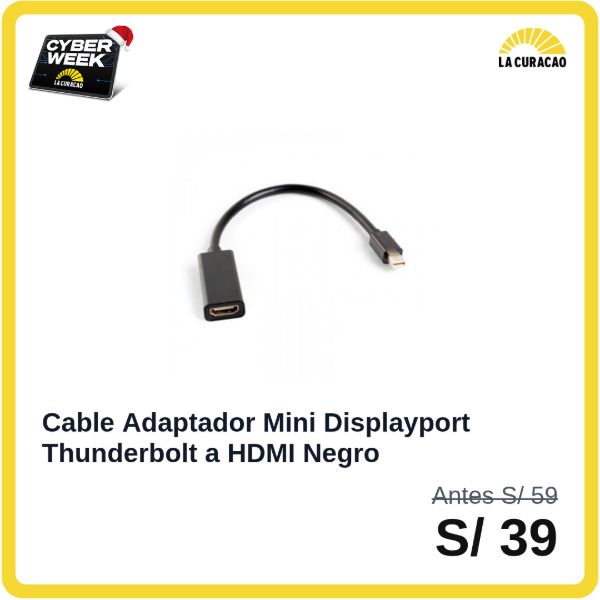 CYBER
WEEK
LA CURACAO
LA CURACAO
Cable Adaptador Mini Displayport
Thunderbolt a HDMI Negro
Antes S/ 59
S/ 39